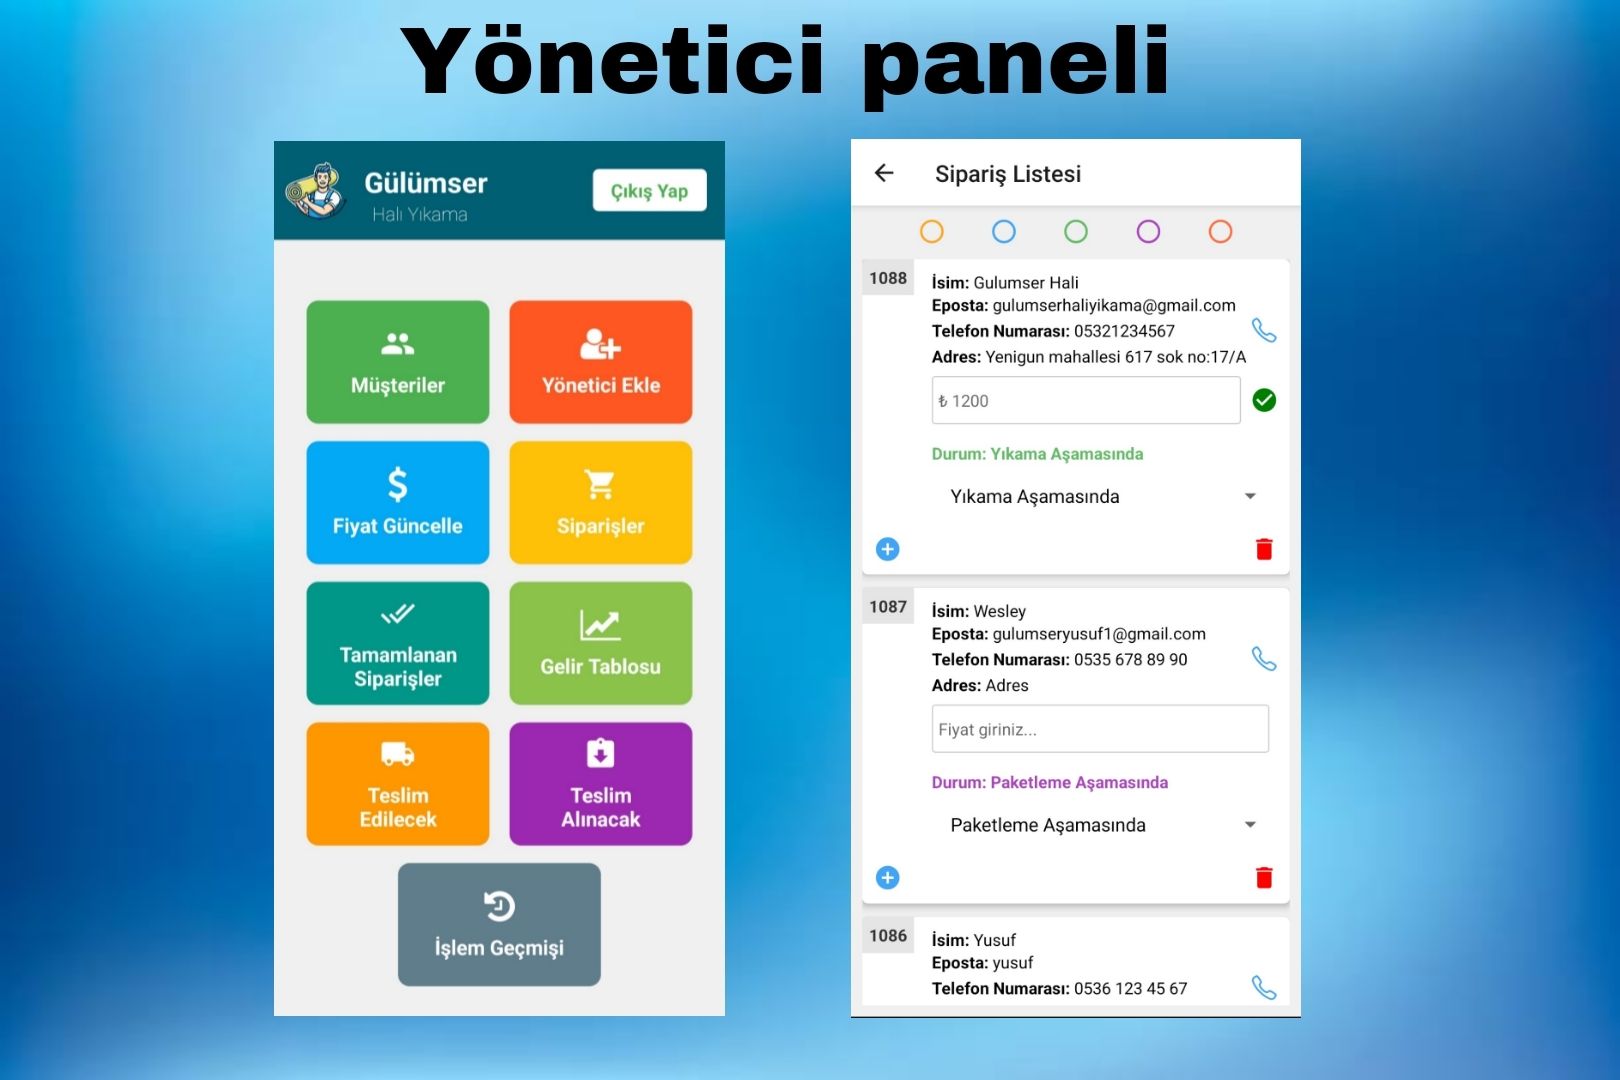 Yönetici paneli
Gülümser
Halı Yıkama
Çıkış Yap
Müşteriler
Yönetici Ekle
Fiyat Güncelle
Siparişler
Tamamlanan
Siparişler
Gelir Tablosu
Teslim
Edilecek
Teslim
Alınacak
İşlem Geçmişi
Sipariş Listesi
1088
İsim: Gulumser Hali
Eposta: gulumserhaliyikama@gmail.com
Telefon Numarası: 05321234567
Adres: Yenigun mahallesi 617 sok no:17/A
₺ 1200
Durum: Yıkama Aşamasında
Yıkama Aşamasında
1087
İsim: Wesley
Eposta: gulumseryusuf1@gmail.com
Telefon Numarası: 0535 678 89 90
Adres: Adres
Fiyat giriniz...
Durum: Paketleme Aşamasında
Paketleme Aşamasında
1086
İsim: Yusuf
Eposta: yusuf
Telefon Numarası: 0536 123 45 67